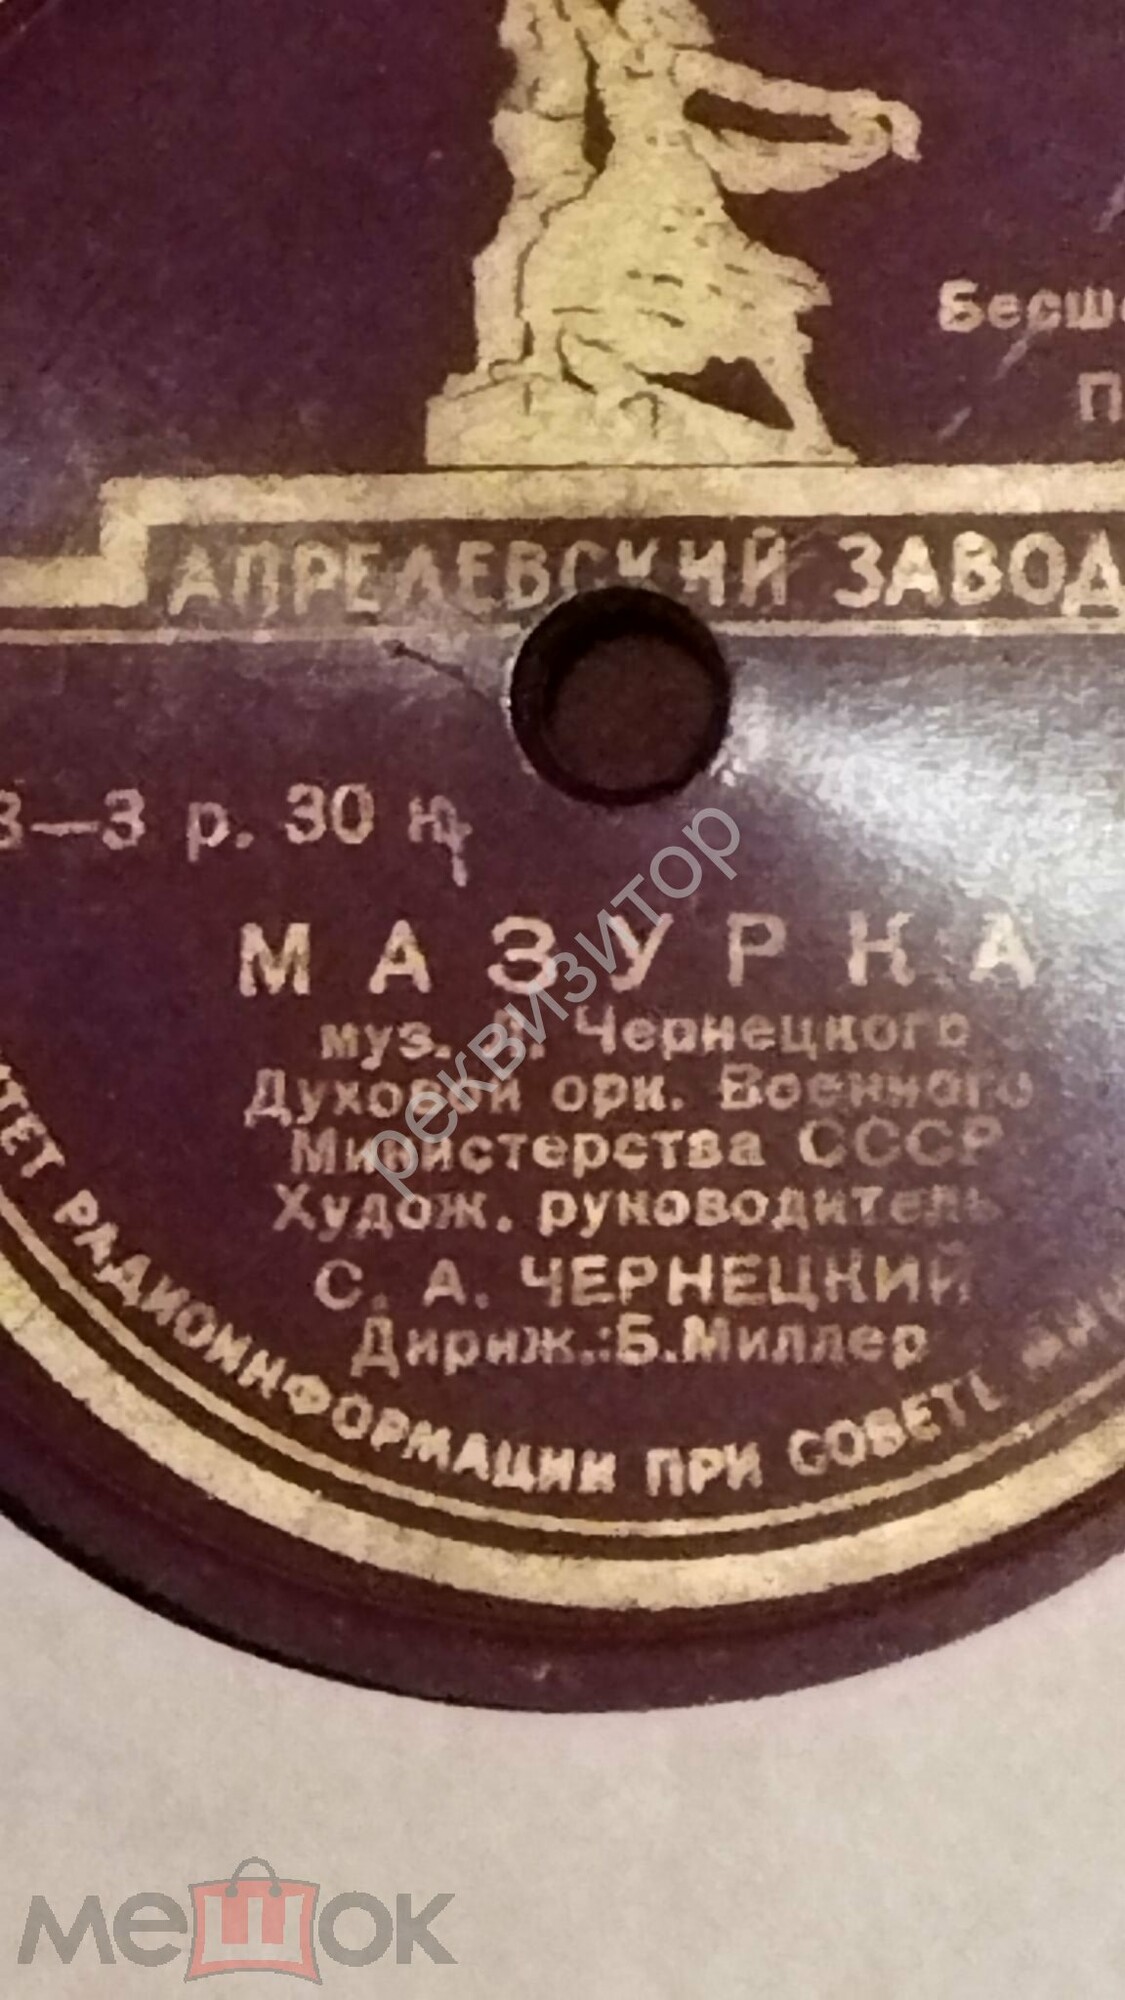 Бесш
П
АПРЕЛЕВСКИЙ ЗАВОД
3—3 р. 30 к.
МАЗУРКА
муз. Чернецкого
Духовой орк. Военного
Министерства СССР
Худож. руководитель
С. А. ЧЕРНЕЦКИЙ
Дириж.: Б. Миллер
ТЕТ РАДИОИНФОРМАЦИИ ПРИ СОВЕТЕ
реквизитор
мешок